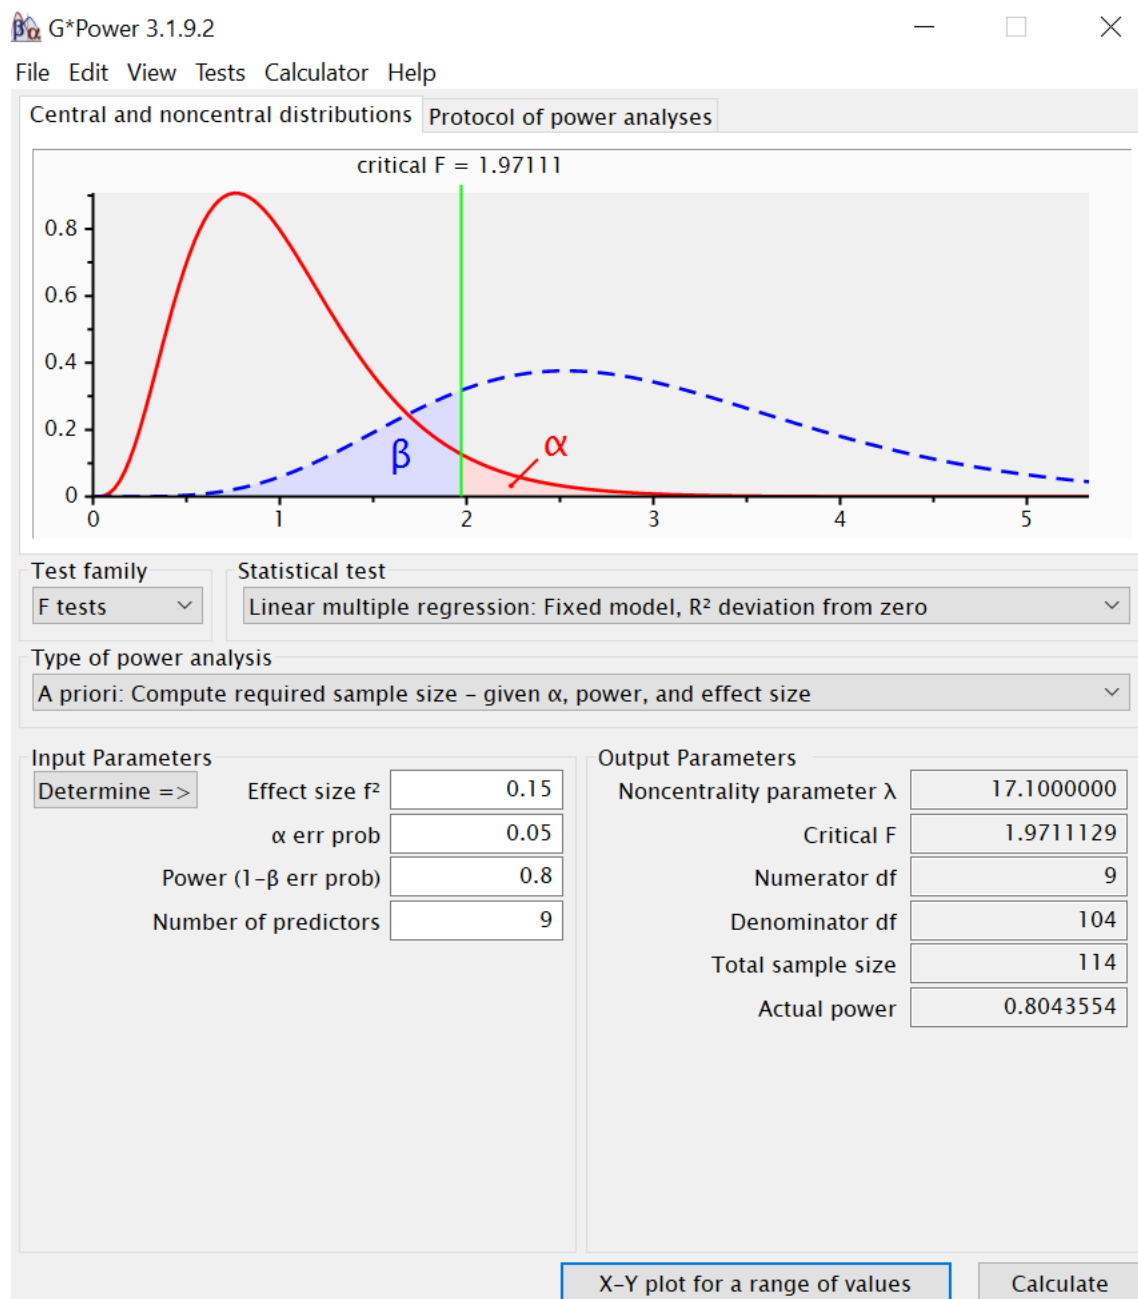 G*Power 3.1.9.2
File Edit View Tests Calculator Help
Central and noncentral distributions Protocol of power analyses
critical F = 1.97111
0.8
0.6
0.4
0.2
0
β
α
0 1 2 3 4 5
Test family Statistical test
F tests Linear multiple regression: Fixed model, R² deviation from zero
Type of power analysis
A priori: Compute required sample size – given α, power, and effect size
Input Parameters Output Parameters
Determine => Effect size f² 0.15 Noncentrality parameter λ 17.1000000
α err prob 0.05 Critical F 1.9711129
Power (1–β err prob) 0.8 Numerator df 9
Number of predictors 9 Denominator df 104
Total sample size 114
Actual power 0.8043554
X–Y plot for a range of values Calculate